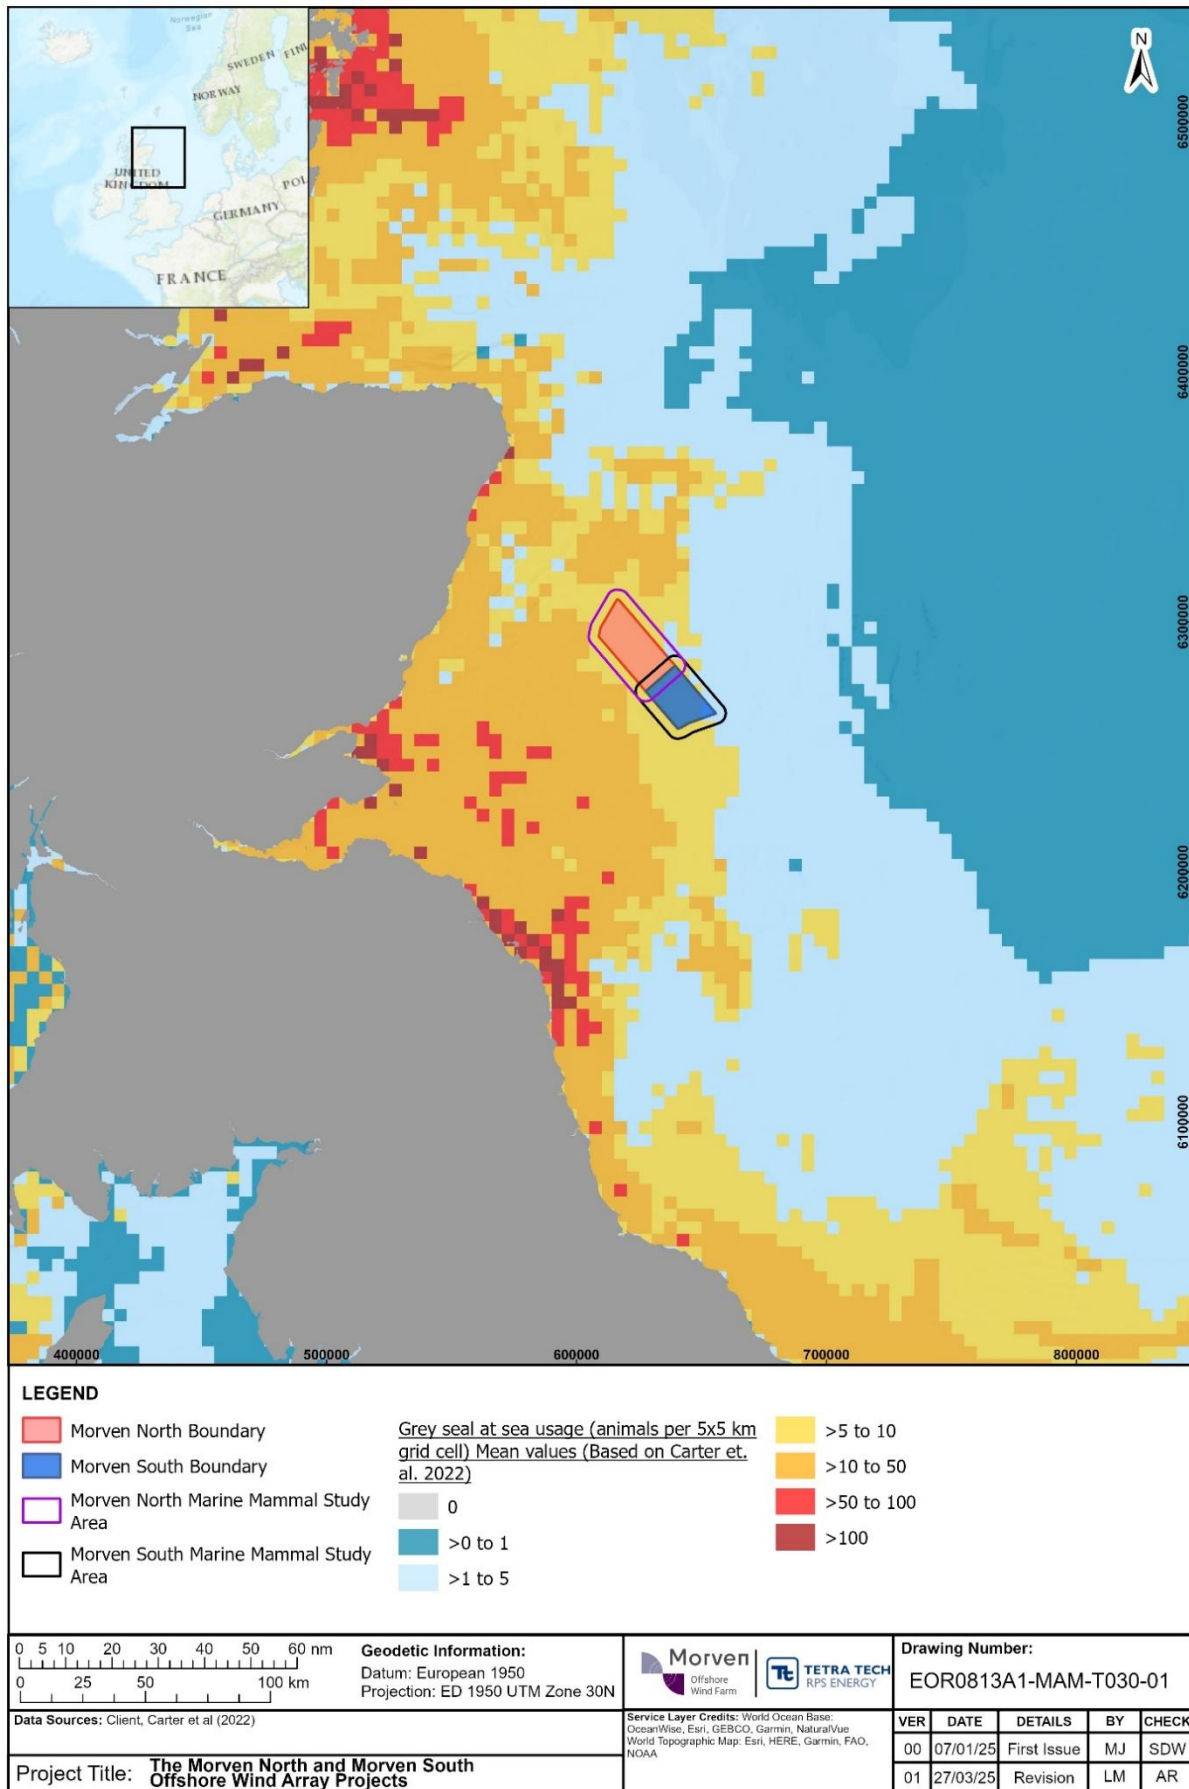 Norwegian
Sea
SWEDEN
FINL
NORWAY
UNITED
KINGDOM
POL
GERMANY
FRANCE
N
6500000
6400000
6300000
6200000
6100000
400000
500000
600000
700000
800000
LEGEND
Morven North Boundary
Morven South Boundary
Morven North Marine Mammal Study
Area
Morven South Marine Mammal Study
Area
Grey seal at sea usage (animals per 5x5 km
grid cell) Mean values (Based on Carter et.
al. 2022)
0
>0 to 1
>1 to 5
>5 to 10
>10 to 50
>50 to 100
>100
0 5 10 20 30 40 50 60 nm
0 25 50 100 km
Geodetic Information:
Datum: European 1950
Projection: ED 1950 UTM Zone 30N
Morven
Offshore
Wind Farm
Tt
TETRA TECH
RPS ENERGY
Drawing Number:
EOR0813A1-MAM-T030-01
Data Sources: Client, Carter et al (2022)
Service Layer Credits: World Ocean Base:
OceanWise, Esri, GEBCO, Garmin, NaturalVue
World Topographic Map: Esri, HERE, Garmin, FAO,
NOAA
VER DATE DETAILS BY CHECK
00 07/01/25 First Issue MJ SDW
01 27/03/25 Revision LM AR
Project Title: The Morven North and Morven South
Offshore Wind Array Projects